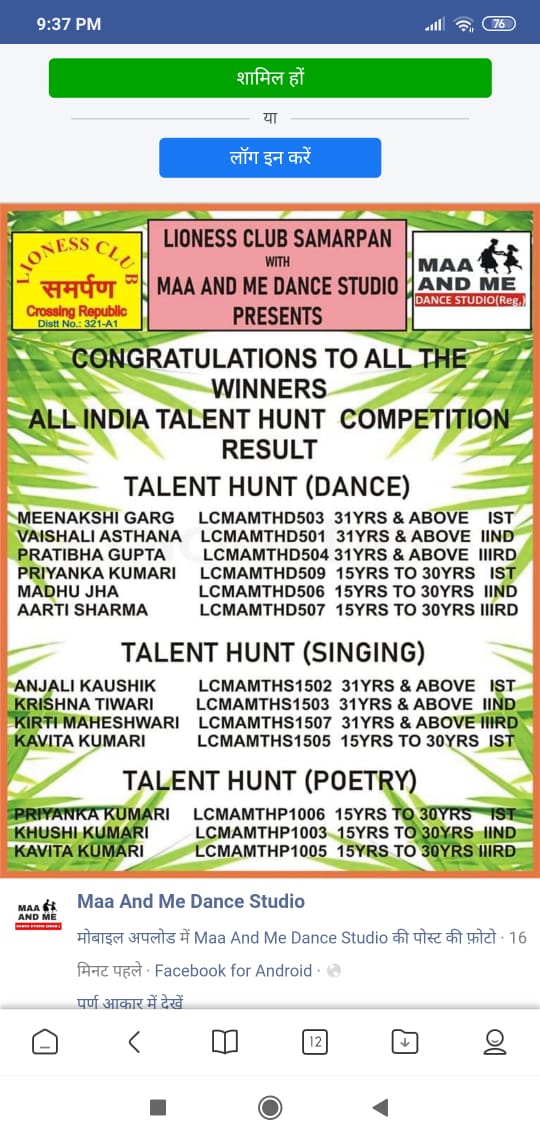 9:37 PM
76
शामिल हों
या
लॉग इन करें
LIONESS CLUB
समर्पण
Crossing Republic
Distt No.: 321-A1
LIONESS CLUB SAMARPAN
WITH
MAA AND ME DANCE STUDIO
PRESENTS
MAA
AND ME
DANCE STUDIO(Reg.)
CONGRATULATIONS TO ALL THE
WINNERS
ALL INDIA TALENT HUNT COMPETITION
RESULT
TALENT HUNT (DANCE)
MEENAKSHI GARG LCMAMTHD503 31YRS & ABOVE IST
VAISHALI ASTHANA LCMAMTHD501 31YRS & ABOVE IIND
PRATIBHA GUPTA LCMAMTHD504 31YRS & ABOVE IIIRD
PRIYANKA KUMARI LCMAMTHD509 15YRS TO 30YRS IST
MADHU JHA LCMAMTHD506 15YRS TO 30YRS IIND
AARTI SHARMA LCMAMTHD507 15YRS TO 30YRS IIIRD
TALENT HUNT (SINGING)
ANJALI KAUSHIK LCMAMTHS1502 31YRS & ABOVE IST
KRISHNA TIWARI LCMAMTHS1503 31YRS & ABOVE IIND
KIRTI MAHESHWARI LCMAMTHS1507 31YRS & ABOVE IIIRD
KAVITA KUMARI LCMAMTHS1505 15YRS TO 30YRS IST
TALENT HUNT (POETRY)
PRIYANKA KUMARI LCMAMTHP1006 15YRS TO 30YRS IST
KHUSHI KUMARI LCMAMTHP1003 15YRS TO 30YRS IIND
KAVITA KUMARI LCMAMTHP1005 15YRS TO 30YRS IIIRD
MAA
AND ME
Maa And Me Dance Studio
मोबाइल अपलोड में Maa And Me Dance Studio की पोस्ट की फ़ोटो · 16
मिनट पहले · Facebook for Android ·
पूर्ण आकार में देखें
12